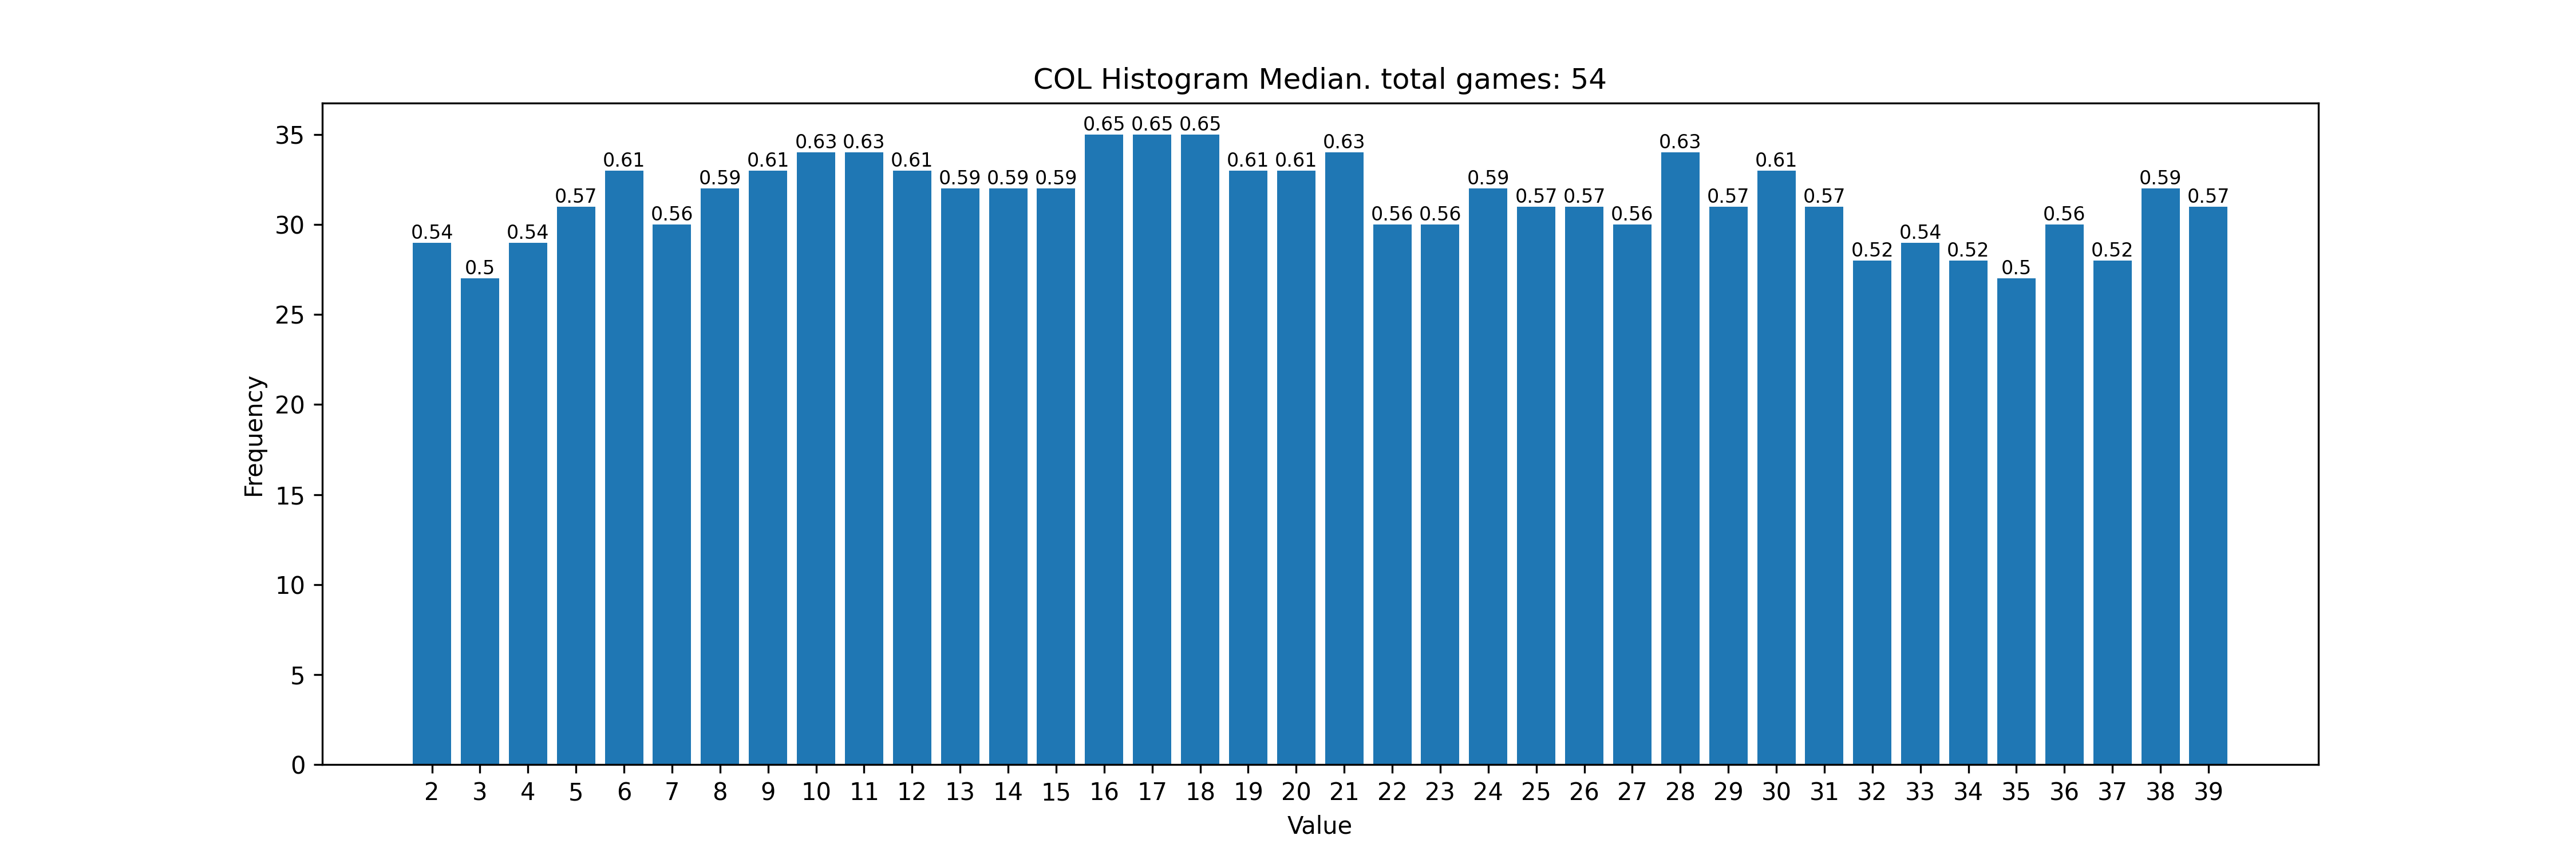 COL Histogram Median. total games: 54
35
30
25
20
15
10
5
0
Frequency
0.54 0.5 0.54 0.57 0.61 0.56 0.59 0.61 0.63 0.63 0.61 0.59 0.59 0.59 0.65 0.65 0.65 0.61 0.61 0.63 0.56 0.56 0.59 0.57 0.57 0.56 0.63 0.57 0.61 0.57 0.52 0.54 0.52 0.5 0.56 0.52 0.59 0.57
2 3 4 5 6 7 8 9 10 11 12 13 14 15 16 17 18 19 20 21 22 23 24 25 26 27 28 29 30 31 32 33 34 35 36 37 38 39
Value